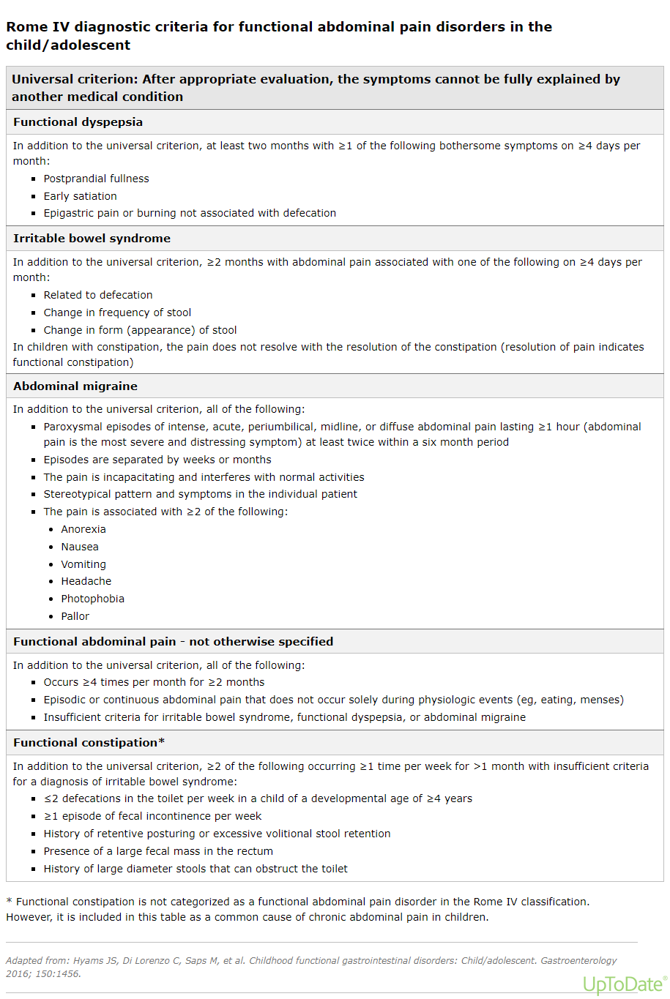 Rome IV diagnostic criteria for functional abdominal pain disorders in the
child/adolescent
Universal criterion: After appropriate evaluation, the symptoms cannot be fully explained by
another medical condition
Functional dyspepsia
In addition to the universal criterion, at least two months with ≥1 of the following bothersome symptoms on ≥4 days per
month:
▪ Postprandial fullness
▪ Early satiation
▪ Epigastric pain or burning not associated with defecation
Irritable bowel syndrome
In addition to the universal criterion, ≥2 months with abdominal pain associated with one of the following on ≥4 days per
month:
▪ Related to defecation
▪ Change in frequency of stool
▪ Change in form (appearance) of stool
In children with constipation, the pain does not resolve with the resolution of the constipation (resolution of pain indicates
functional constipation)
Abdominal migraine
In addition to the universal criterion, all of the following:
▪ Paroxysmal episodes of intense, acute, periumbilical, midline, or diffuse abdominal pain lasting ≥1 hour (abdominal
pain is the most severe and distressing symptom) at least twice within a six month period
▪ Episodes are separated by weeks or months
▪ The pain is incapacitating and interferes with normal activities
▪ Stereotypical pattern and symptoms in the individual patient
▪ The pain is associated with ≥2 of the following:
• Anorexia
• Nausea
• Vomiting
• Headache
• Photophobia
• Pallor
Functional abdominal pain - not otherwise specified
In addition to the universal criterion, all of the following:
▪ Occurs ≥4 times per month for ≥2 months
▪ Episodic or continuous abdominal pain that does not occur solely during physiologic events (eg, eating, menses)
▪ Insufficient criteria for irritable bowel syndrome, functional dyspepsia, or abdominal migraine
Functional constipation*
In addition to the universal criterion, ≥2 of the following occurring ≥1 time per week for >1 month with insufficient criteria
for a diagnosis of irritable bowel syndrome:
▪ ≤2 defecations in the toilet per week in a child of a developmental age of ≥4 years
▪ ≥1 episode of fecal incontinence per week
▪ History of retentive posturing or excessive volitional stool retention
▪ Presence of a large fecal mass in the rectum
▪ History of large diameter stools that can obstruct the toilet
* Functional constipation is not categorized as a functional abdominal pain disorder in the Rome IV classification.
However, it is included in this table as a common cause of chronic abdominal pain in children.
Adapted from: Hyams JS, Di Lorenzo C, Saps M, et al. Childhood functional gastrointestinal disorders: Child/adolescent. Gastroenterology
2016; 150:1456.
UpToDate®